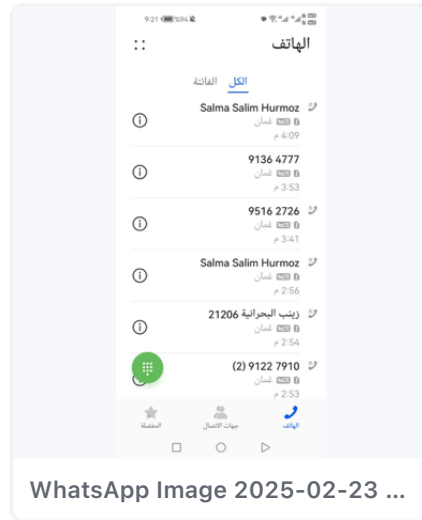 9:21 %94
الهاتف
الكل الفائتة
Salma Salim Hurmoz
عُمان
4:09 م
9136 4777
عُمان
3:53 م
9516 2726
عُمان
3:41 م
Salma Salim Hurmoz
عُمان
2:56 م
زينب البحرانية 21206
عُمان
2:54 م
9122 7910 (2)
عُمان
2:53 م
الهاتف جهات الاتصال المفضلة
WhatsApp Image 2025-02-23 ...